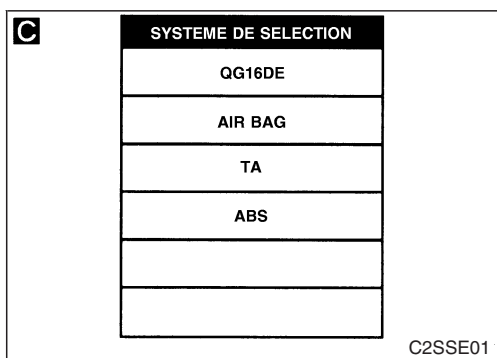 C
SYSTEME DE SELECTION
QG16DE
AIR BAG
TA
ABS
C2SSE01